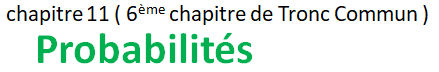 chapitre 11 ( 6ème chapitre de Tronc Commun )
Probabilités